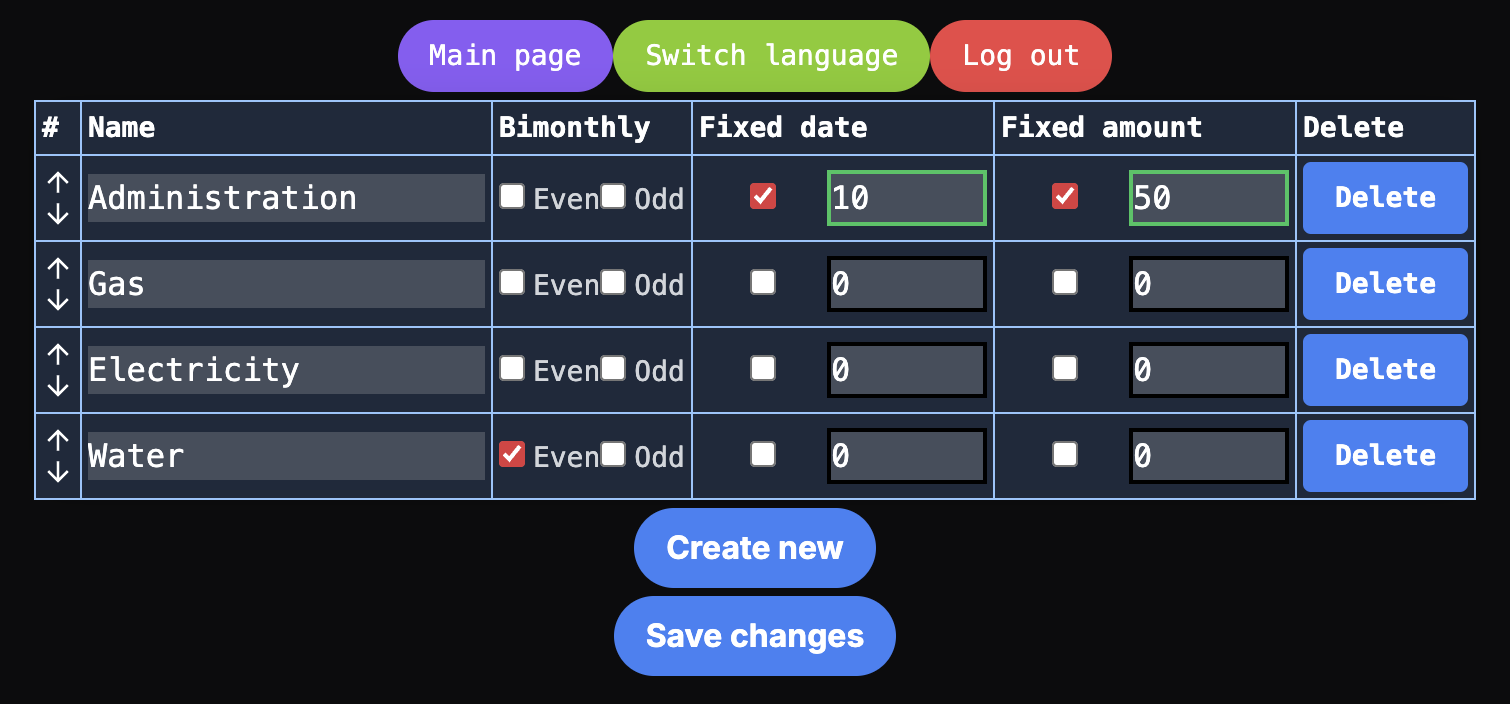 Main page Switch language Log out
# Name Bimonthly Fixed date Fixed amount Delete
Administration Even Odd 10 50 Delete
Gas Even Odd 0 0 Delete
Electricity Even Odd 0 0 Delete
Water Even Odd 0 0 Delete
Create new
Save changes